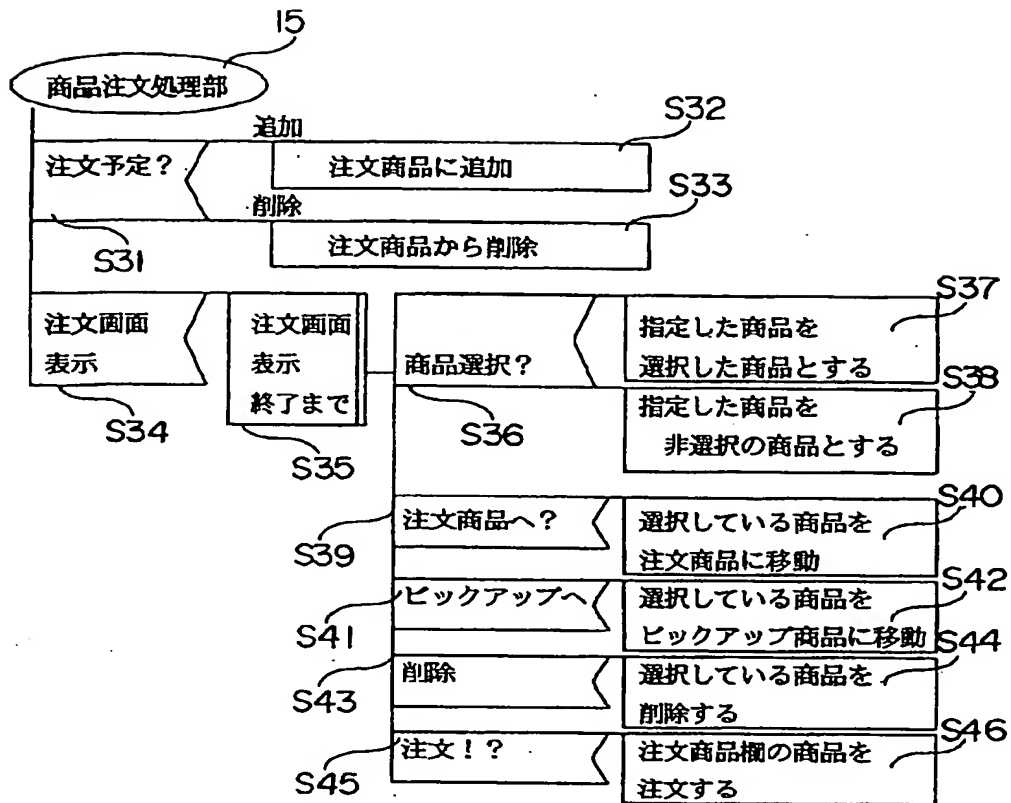 15
商品注文処理部
追加
S32
注文予定?
注文商品に追加
S33
削除
S31
注文商品から削除
S37
注文画面
表示
S34
注文画面
表示
終了まで
S35
商品選択?
S36
指定した商品を
選択した商品とする
S38
指定した商品を
非選択の商品とする
S40
注文商品へ?
S39
選択している商品を
注文商品に移動
S42
ピックアップへ
S41
選択している商品を
ピックアップ商品に移動
S44
削除
S43
選択している商品を
削除する
S46
注文!?
S45
注文商品欄の商品を
注文する